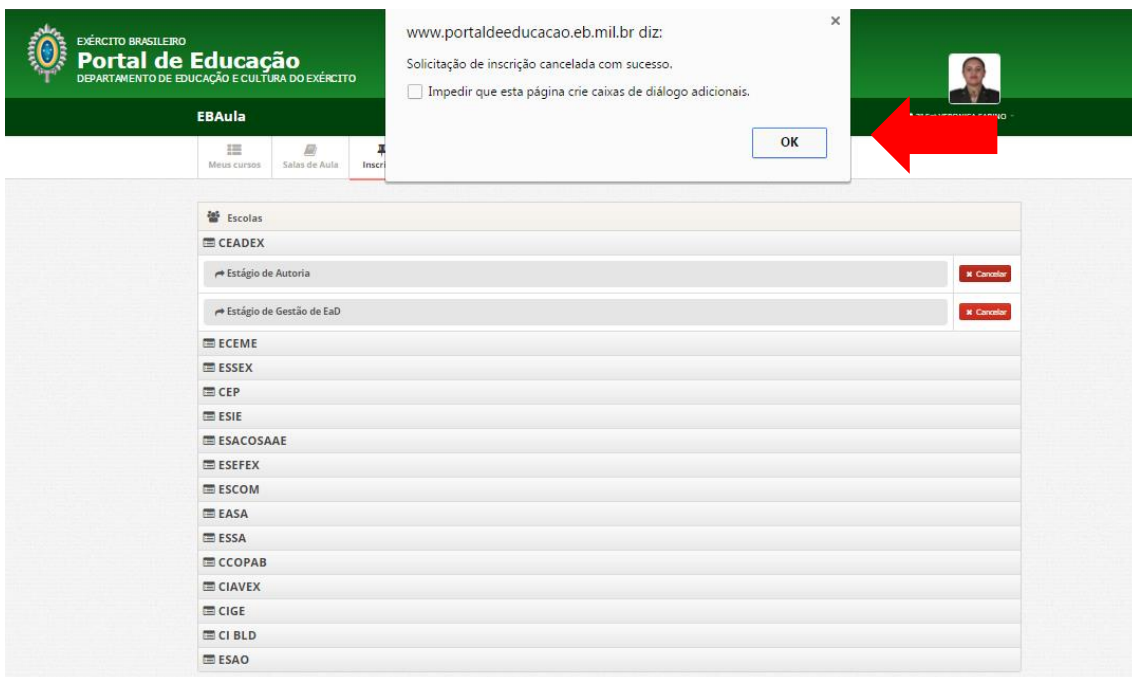 EXÉRCITO BRASILEIRO
Portal de Educação
DEPARTAMENTO DE EDUCAÇÃO E CULTURA DO EXÉRCITO
www.portaldeeducacao.eb.mil.br diz:
Solicitação de inscrição cancelada com sucesso.
Impedir que esta página crie caixas de diálogo adicionais.
OK
EBAula
Meus cursos
Salas de Aula
Inscri
Escolas
CEADEX
Estágio de Autoria
Cancelar
Estágio de Gestão de EaD
Cancelar
ECEME
ESSEX
CEP
ESIE
ESACOSAAE
ESEFEX
ESCOM
EASA
ESSA
CCOPAB
CIAVEX
CIGE
CI BLD
ESAO